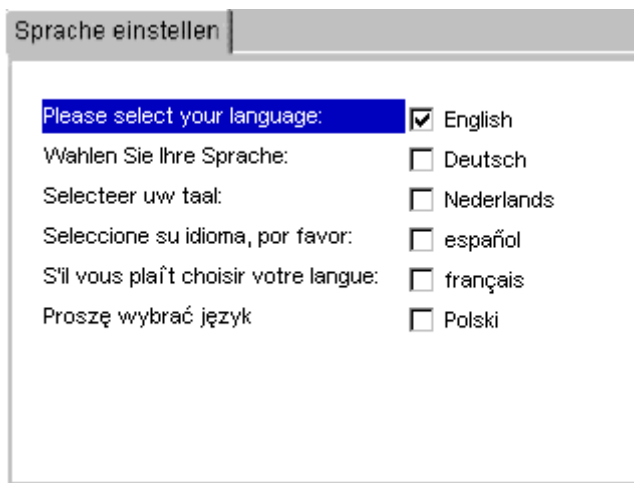 Sprache einstellen
Please select your language: English
Wahlen Sie Ihre Sprache: Deutsch
Selecteer uw taal: Nederlands
Seleccione su idioma, por favor: español
S'il vous plaît choisir votre langue: français
Proszę wybrać język Polski